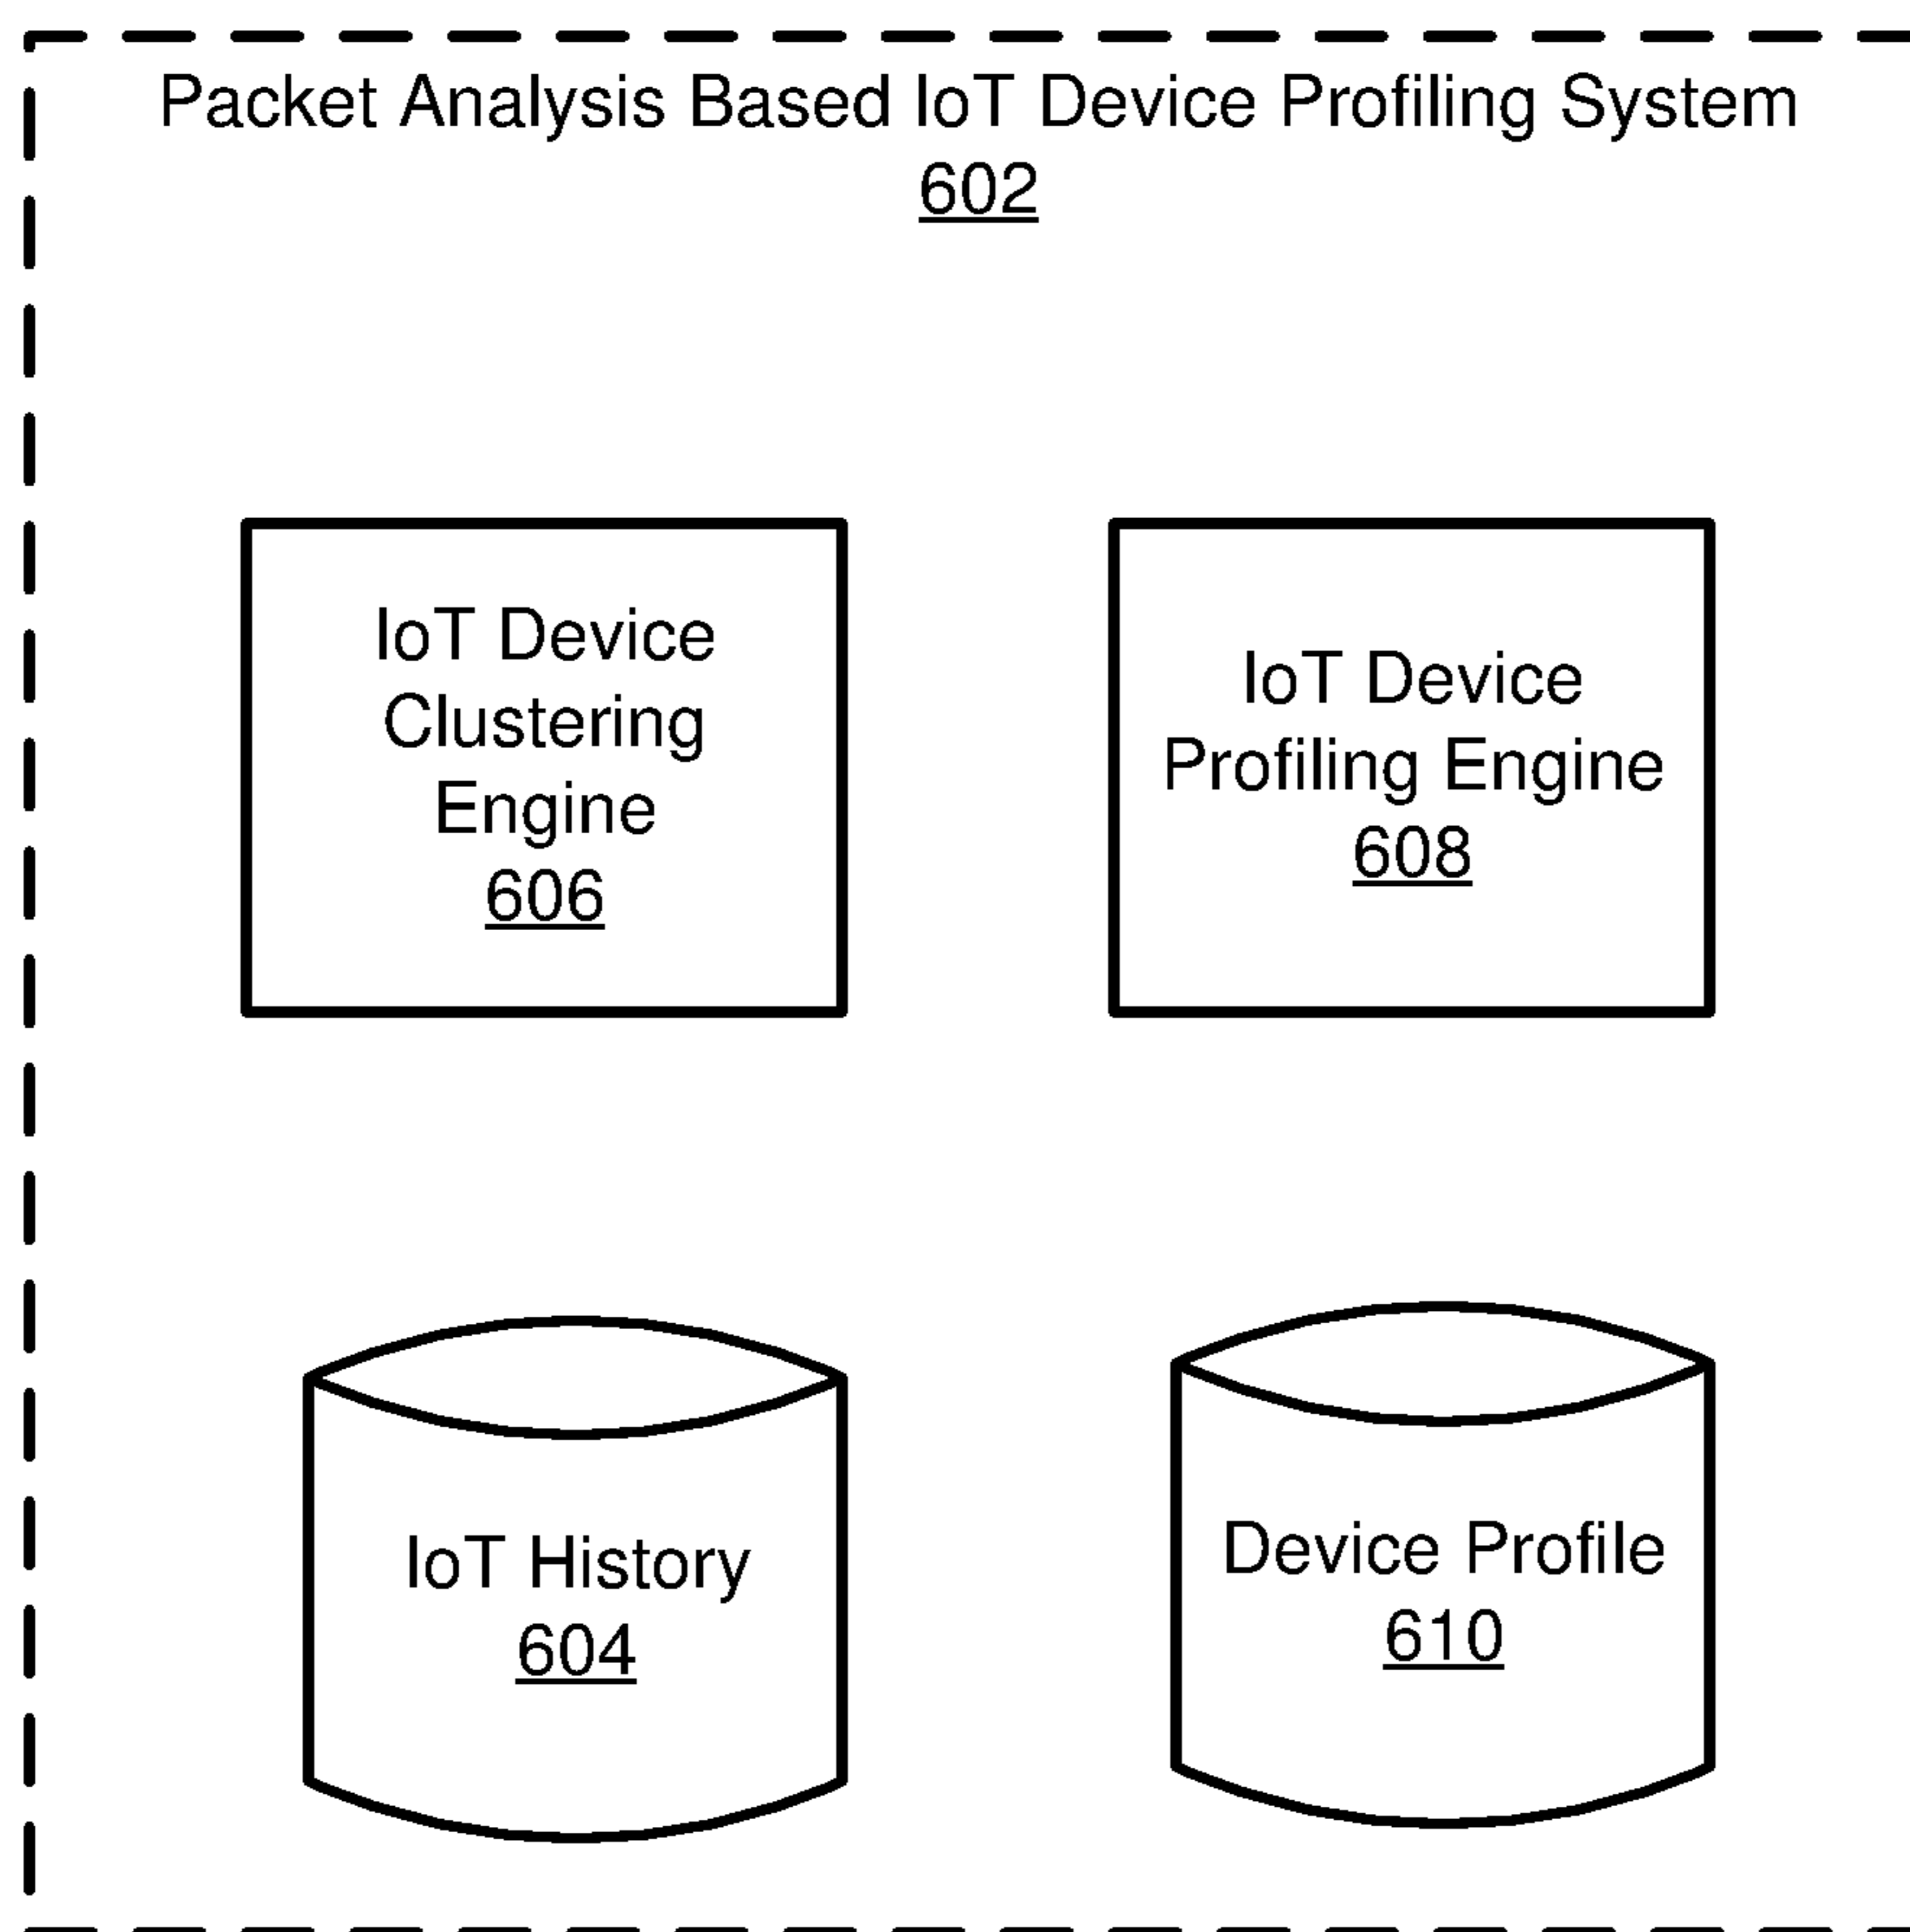 Packet Analysis Based IoT Device Profiling System
602
IoT Device
Clustering
Engine
606
IoT Device
Profiling Engine
608
IoT History
604
Device Profile
610